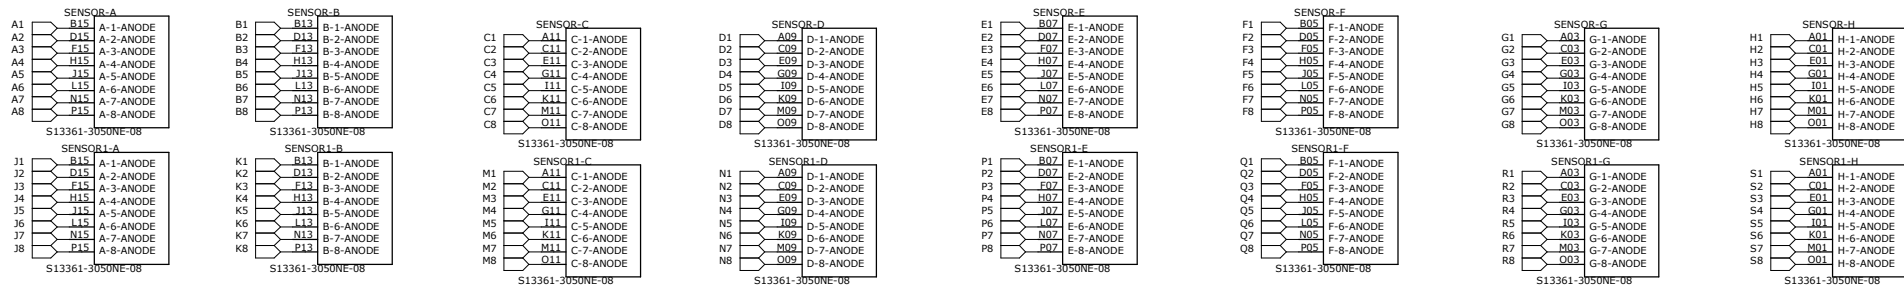 SENSOR-A
A1 B15 A-1-ANODE
A2 D15 A-2-ANODE
A3 F15 A-3-ANODE
A4 H15 A-4-ANODE
A5 J15 A-5-ANODE
A6 L15 A-6-ANODE
A7 N15 A-7-ANODE
A8 P15 A-8-ANODE
S13361-3050NE-08
SENSOR-B
B1 B13 B-1-ANODE
B2 D13 B-2-ANODE
B3 F13 B-3-ANODE
B4 H13 B-4-ANODE
B5 J13 B-5-ANODE
B6 L13 B-6-ANODE
B7 N13 B-7-ANODE
B8 P13 B-8-ANODE
S13361-3050NE-08
SENSOR-C
C1 A11 C-1-ANODE
C2 C11 C-2-ANODE
C3 E11 C-3-ANODE
C4 G11 C-4-ANODE
C5 I11 C-5-ANODE
C6 K11 C-6-ANODE
C7 M11 C-7-ANODE
C8 O11 C-8-ANODE
S13361-3050NE-08
SENSOR-D
D1 A09 D-1-ANODE
D2 C09 D-2-ANODE
D3 E09 D-3-ANODE
D4 G09 D-4-ANODE
D5 I09 D-5-ANODE
D6 K09 D-6-ANODE
D7 M09 D-7-ANODE
D8 O09 D-8-ANODE
S13361-3050NE-08
SENSOR-E
E1 B07 E-1-ANODE
E2 D07 E-2-ANODE
E3 F07 E-3-ANODE
E4 H07 E-4-ANODE
E5 J07 E-5-ANODE
E6 L07 E-6-ANODE
E7 N07 E-7-ANODE
E8 P07 E-8-ANODE
S13361-3050NE-08
SENSOR-F
F1 B05 F-1-ANODE
F2 D05 F-2-ANODE
F3 F05 F-3-ANODE
F4 H05 F-4-ANODE
F5 J05 F-5-ANODE
F6 L05 F-6-ANODE
F7 N05 F-7-ANODE
F8 P05 F-8-ANODE
S13361-3050NE-08
SENSOR-G
G1 A03 G-1-ANODE
G2 C03 G-2-ANODE
G3 E03 G-3-ANODE
G4 G03 G-4-ANODE
G5 I03 G-5-ANODE
G6 K03 G-6-ANODE
G7 M03 G-7-ANODE
G8 O03 G-8-ANODE
S13361-3050NE-08
SENSOR-H
H1 A01 H-1-ANODE
H2 C01 H-2-ANODE
H3 E01 H-3-ANODE
H4 G01 H-4-ANODE
H5 I01 H-5-ANODE
H6 K01 H-6-ANODE
H7 M01 H-7-ANODE
H8 O01 H-8-ANODE
S13361-3050NE-08
SENSOR1-A
J1 B15 A-1-ANODE
J2 D15 A-2-ANODE
J3 F15 A-3-ANODE
J4 H15 A-4-ANODE
J5 J15 A-5-ANODE
J6 L15 A-6-ANODE
J7 N15 A-7-ANODE
J8 P15 A-8-ANODE
S13361-3050NE-08
SENSOR1-B
K1 B13 B-1-ANODE
K2 D13 B-2-ANODE
K3 F13 B-3-ANODE
K4 H13 B-4-ANODE
K5 J13 B-5-ANODE
K6 L13 B-6-ANODE
K7 N13 B-7-ANODE
K8 P13 B-8-ANODE
S13361-3050NE-08
SENSOR1-C
M1 A11 C-1-ANODE
M2 C11 C-2-ANODE
M3 E11 C-3-ANODE
M4 G11 C-4-ANODE
M5 I11 C-5-ANODE
M6 K11 C-6-ANODE
M7 M11 C-7-ANODE
M8 O11 C-8-ANODE
S13361-3050NE-08
SENSOR1-D
N1 A09 D-1-ANODE
N2 C09 D-2-ANODE
N3 E09 D-3-ANODE
N4 G09 D-4-ANODE
N5 I09 D-5-ANODE
N6 K09 D-6-ANODE
N7 M09 D-7-ANODE
N8 O09 D-8-ANODE
S13361-3050NE-08
SENSOR1-E
P1 B07 E-1-ANODE
P2 D07 E-2-ANODE
P3 F07 E-3-ANODE
P4 H07 E-4-ANODE
P5 J07 E-5-ANODE
P6 L07 E-6-ANODE
P7 N07 E-7-ANODE
P8 P07 E-8-ANODE
S13361-3050NE-08
SENSOR1-F
Q1 B05 F-1-ANODE
Q2 D05 F-2-ANODE
Q3 F05 F-3-ANODE
Q4 H05 F-4-ANODE
Q5 J05 F-5-ANODE
Q6 L05 F-6-ANODE
Q7 N05 F-7-ANODE
Q8 P05 F-8-ANODE
S13361-3050NE-08
SENSOR1-G
R1 A03 G-1-ANODE
R2 C03 G-2-ANODE
R3 E03 G-3-ANODE
R4 G03 G-4-ANODE
R5 I03 G-5-ANODE
R6 K03 G-6-ANODE
R7 M03 G-7-ANODE
R8 O03 G-8-ANODE
S13361-3050NE-08
SENSOR1-H
S1 A01 H-1-ANODE
S2 C01 H-2-ANODE
S3 E01 H-3-ANODE
S4 G01 H-4-ANODE
S5 I01 H-5-ANODE
S6 K01 H-6-ANODE
S7 M01 H-7-ANODE
S8 O01 H-8-ANODE
S13361-3050NE-08